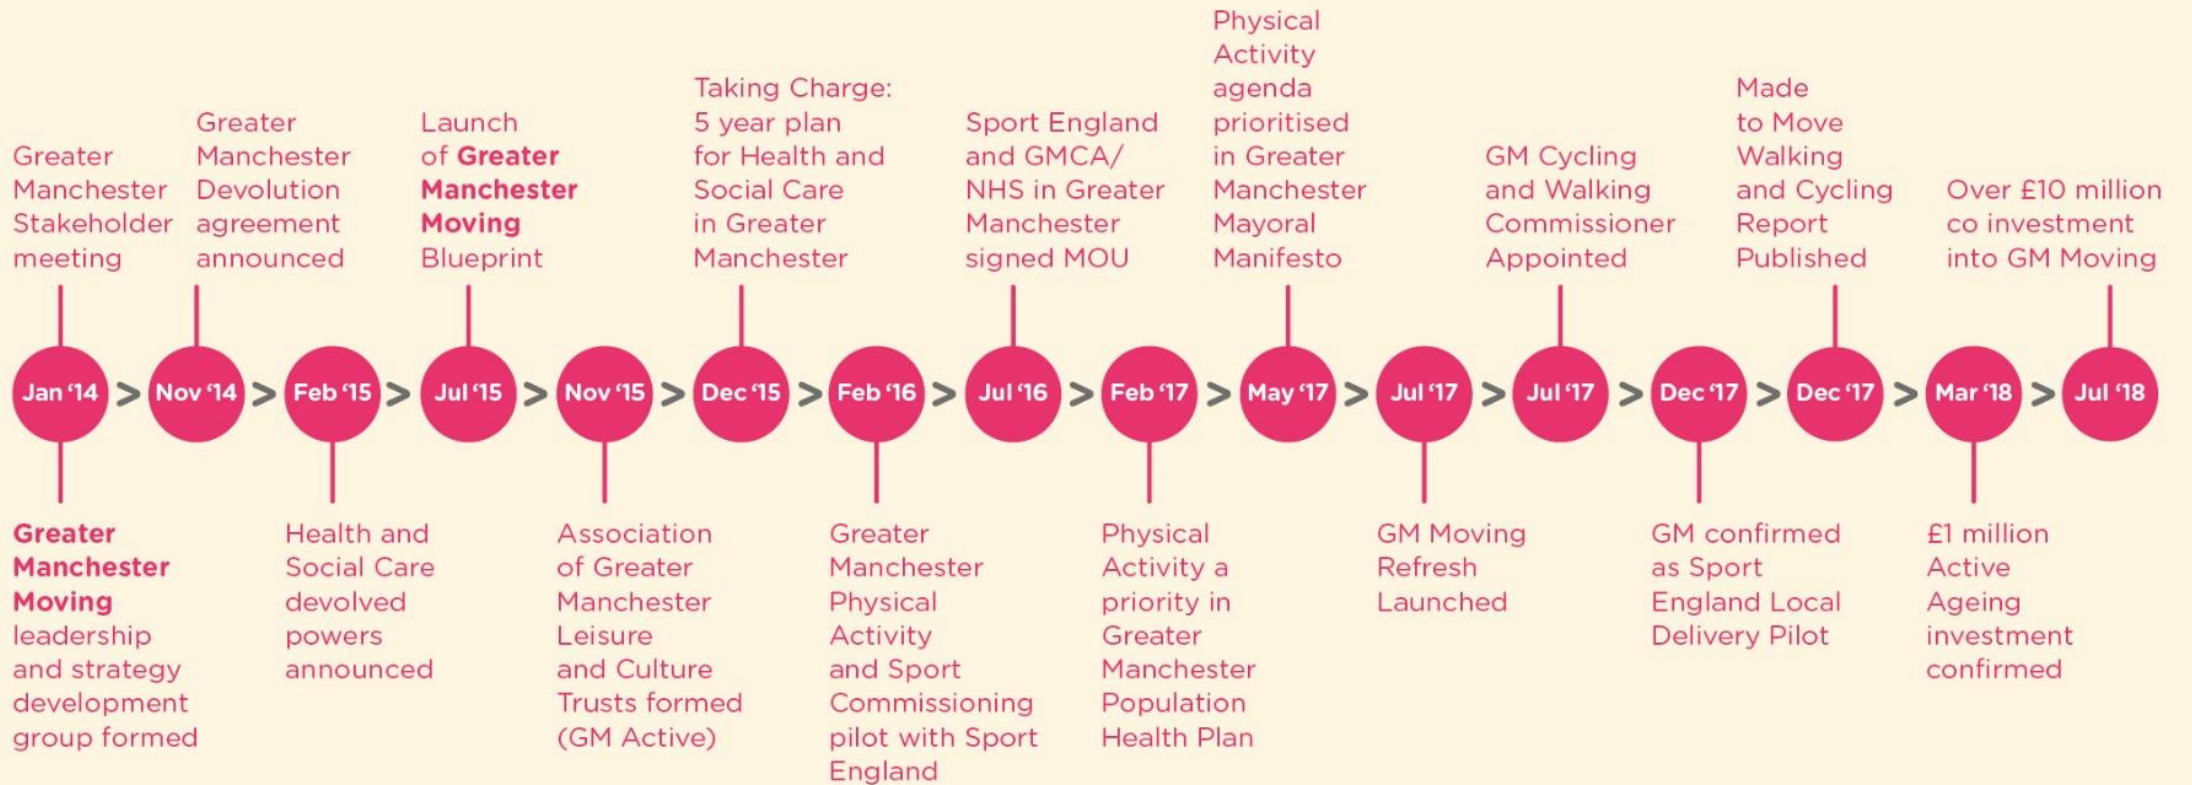 Greater
Manchester
Stakeholder
meeting
Jan ‘14
Greater
Manchester
Moving
leadership
and strategy
development
group formed
Greater
Manchester
Devolution
agreement
announced
Nov ‘14
Feb ‘15
Health and
Social Care
devolved
powers
announced
Launch
of Greater
Manchester
Moving
Blueprint
Jul ‘15
Nov ‘15
Association
of Greater
Manchester
Leisure
and Culture
Trusts formed
(GM Active)
Taking Charge:
5 year plan
for Health and
Social Care
in Greater
Manchester
Dec ‘15
Feb ‘16
Greater
Manchester
Physical
Activity
and Sport
Commissioning
pilot with Sport
England
Sport England
and GMCA/
NHS in Greater
Manchester
signed MOU
Jul ‘16
Feb ‘17
Physical
Activity a
priority in
Greater
Manchester
Population
Health Plan
Physical
Activity
agenda
prioritised
in Greater
Manchester
Mayoral
Manifesto
May ‘17
Jul ‘17
GM Moving
Refresh
Launched
GM Cycling
and Walking
Commissioner
Appointed
Jul ‘17
Dec ‘17
GM confirmed
as Sport
England Local
Delivery Pilot
Made
to Move
Walking
and Cycling
Report
Published
Dec ‘17
Mar ‘18
£1 million
Active
Ageing
investment
confirmed
Over £10 million
co investment
into GM Moving
Jul ‘18